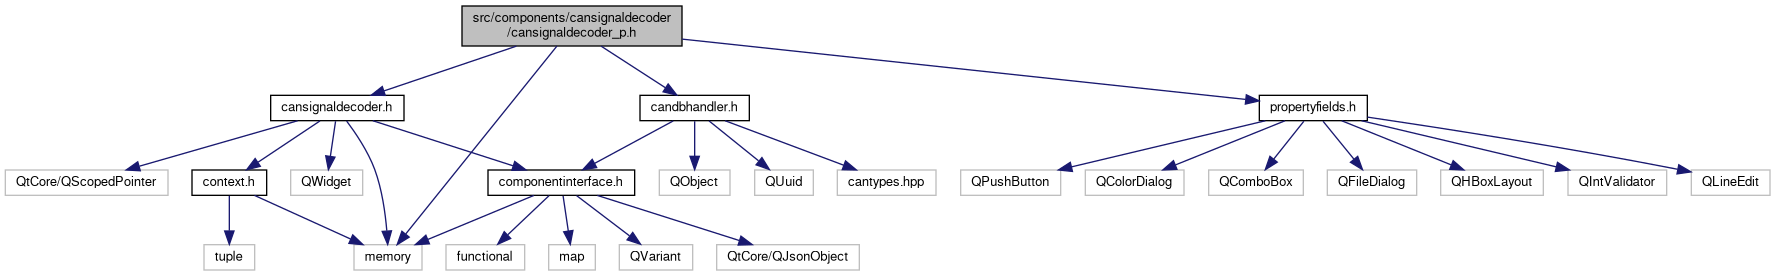 src/components/cansignaldecoder
/cansignaldecoder_p.h
cansignaldecoder.h
candbhandler.h
propertyfields.h
QtCore/QScopedPointer
context.h
QWidget
componentinterface.h
QObject
QUuid
cantypes.hpp
QPushButton
QColorDialog
QComboBox
QFileDialog
QHBoxLayout
QIntValidator
QLineEdit
tuple
memory
functional
map
QVariant
QtCore/QJsonObject